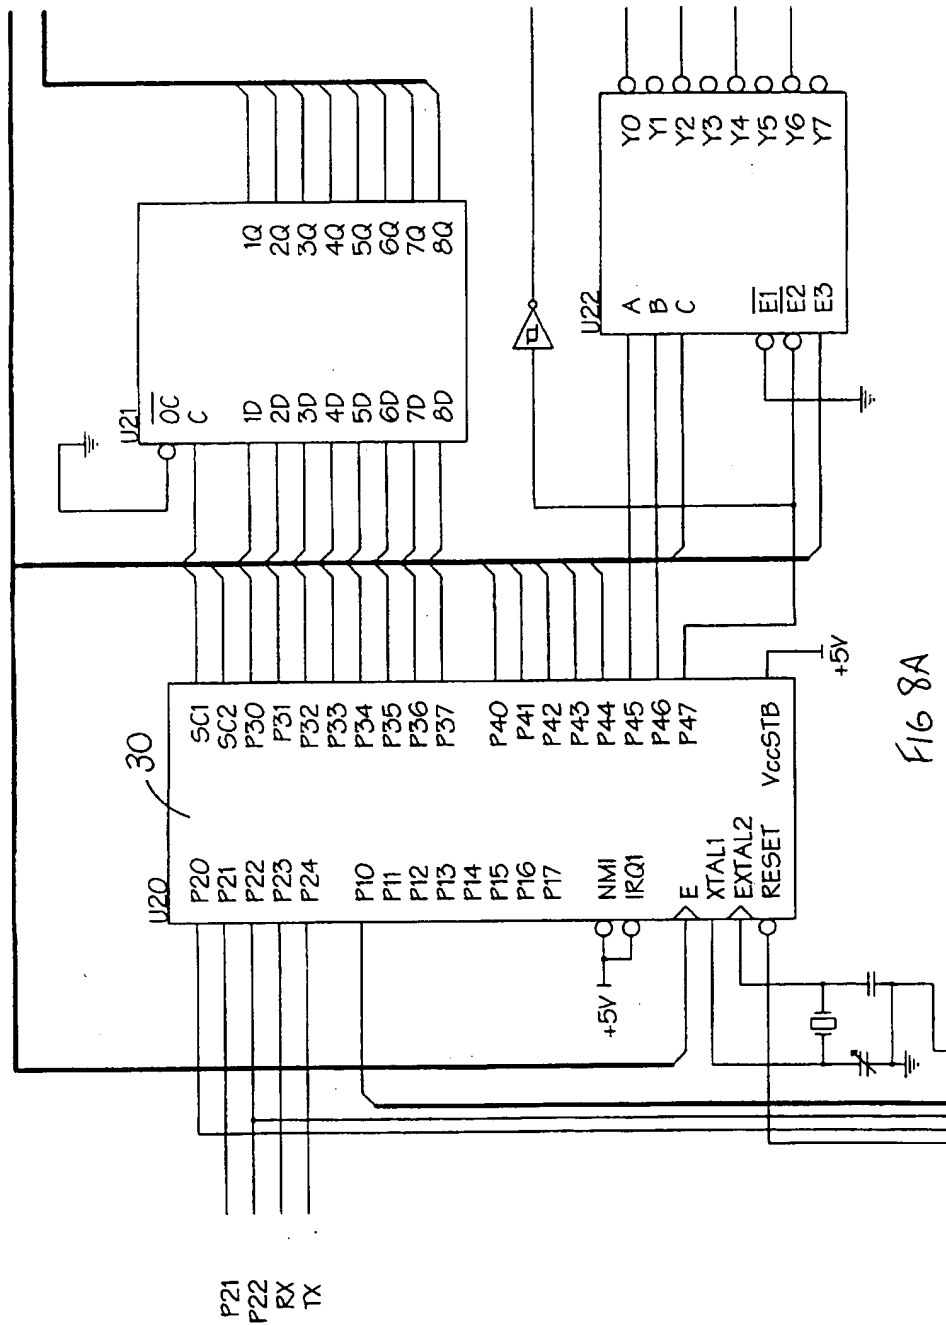 P21
P22
RX
TX
U20
30
P20
P21
P22
P23
P24
P10
P11
P12
P13
P14
P15
P16
P17
NMI
IRQ1
E
XTAL1
EXTAL2
RESET
+5V
SC1
SC2
P30
P31
P32
P33
P34
P35
P36
P37
P40
P41
P42
P43
P44
P45
P46
P47
VccSTB
+5V
U21
OC
C
1D
2D
3D
4D
5D
6D
7D
8D
1Q
2Q
3Q
4Q
5Q
6Q
7Q
8Q
U22
A
B
C
E1
E2
E3
Y0
Y1
Y2
Y3
Y4
Y5
Y6
Y7
FIG 8A